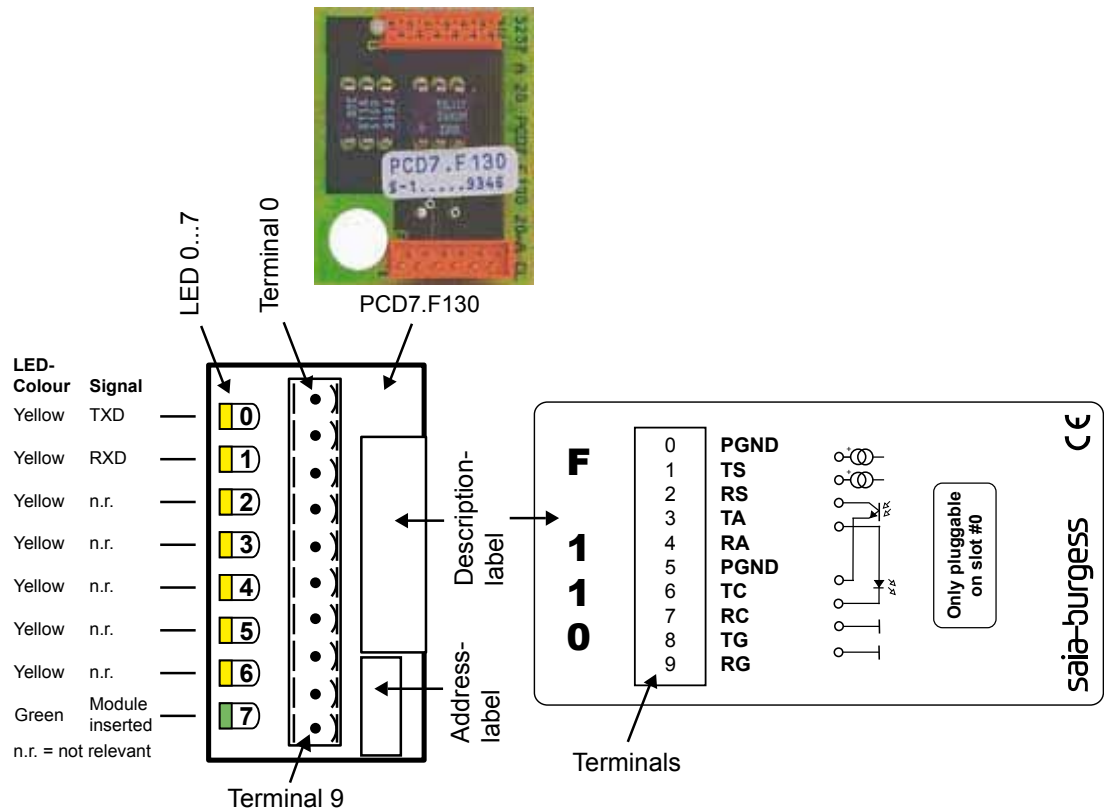 PCD7.F130
S-1.....9346
PCD7.F130
LED 0...7
Terminal 0
LED-
Colour Signal
Yellow TXD
Yellow RXD
Yellow n.r.
Yellow n.r.
Yellow n.r.
Yellow n.r.
Yellow n.r.
Green Module
inserted
n.r. = not relevant
0
1
2
3
4
5
6
7
Terminal 9
Description-
label
Address-
label
F
1
1
0
0 PGND
1 TS
2 RS
3 TA
4 RA
5 PGND
6 TC
7 RC
8 TG
9 RG
Terminals
Only pluggable
on slot #0
CE
saia-burgess